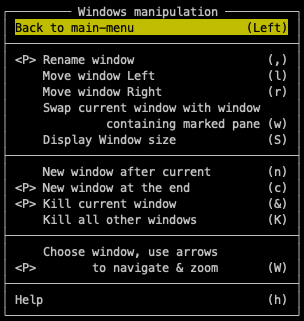 Windows manipulation
Back to main-menu (Left)
<P> Rename window (,)
Move window Left (l)
Move window Right (r)
Swap current window with window
containing marked pane (w)
Display Window size (S)
New window after current (n)
<P> New window at the end (c)
<P> Kill current window (&)
Kill all other windows (K)
Choose window, use arrows
<P> to navigate & zoom (W)
Help (h)